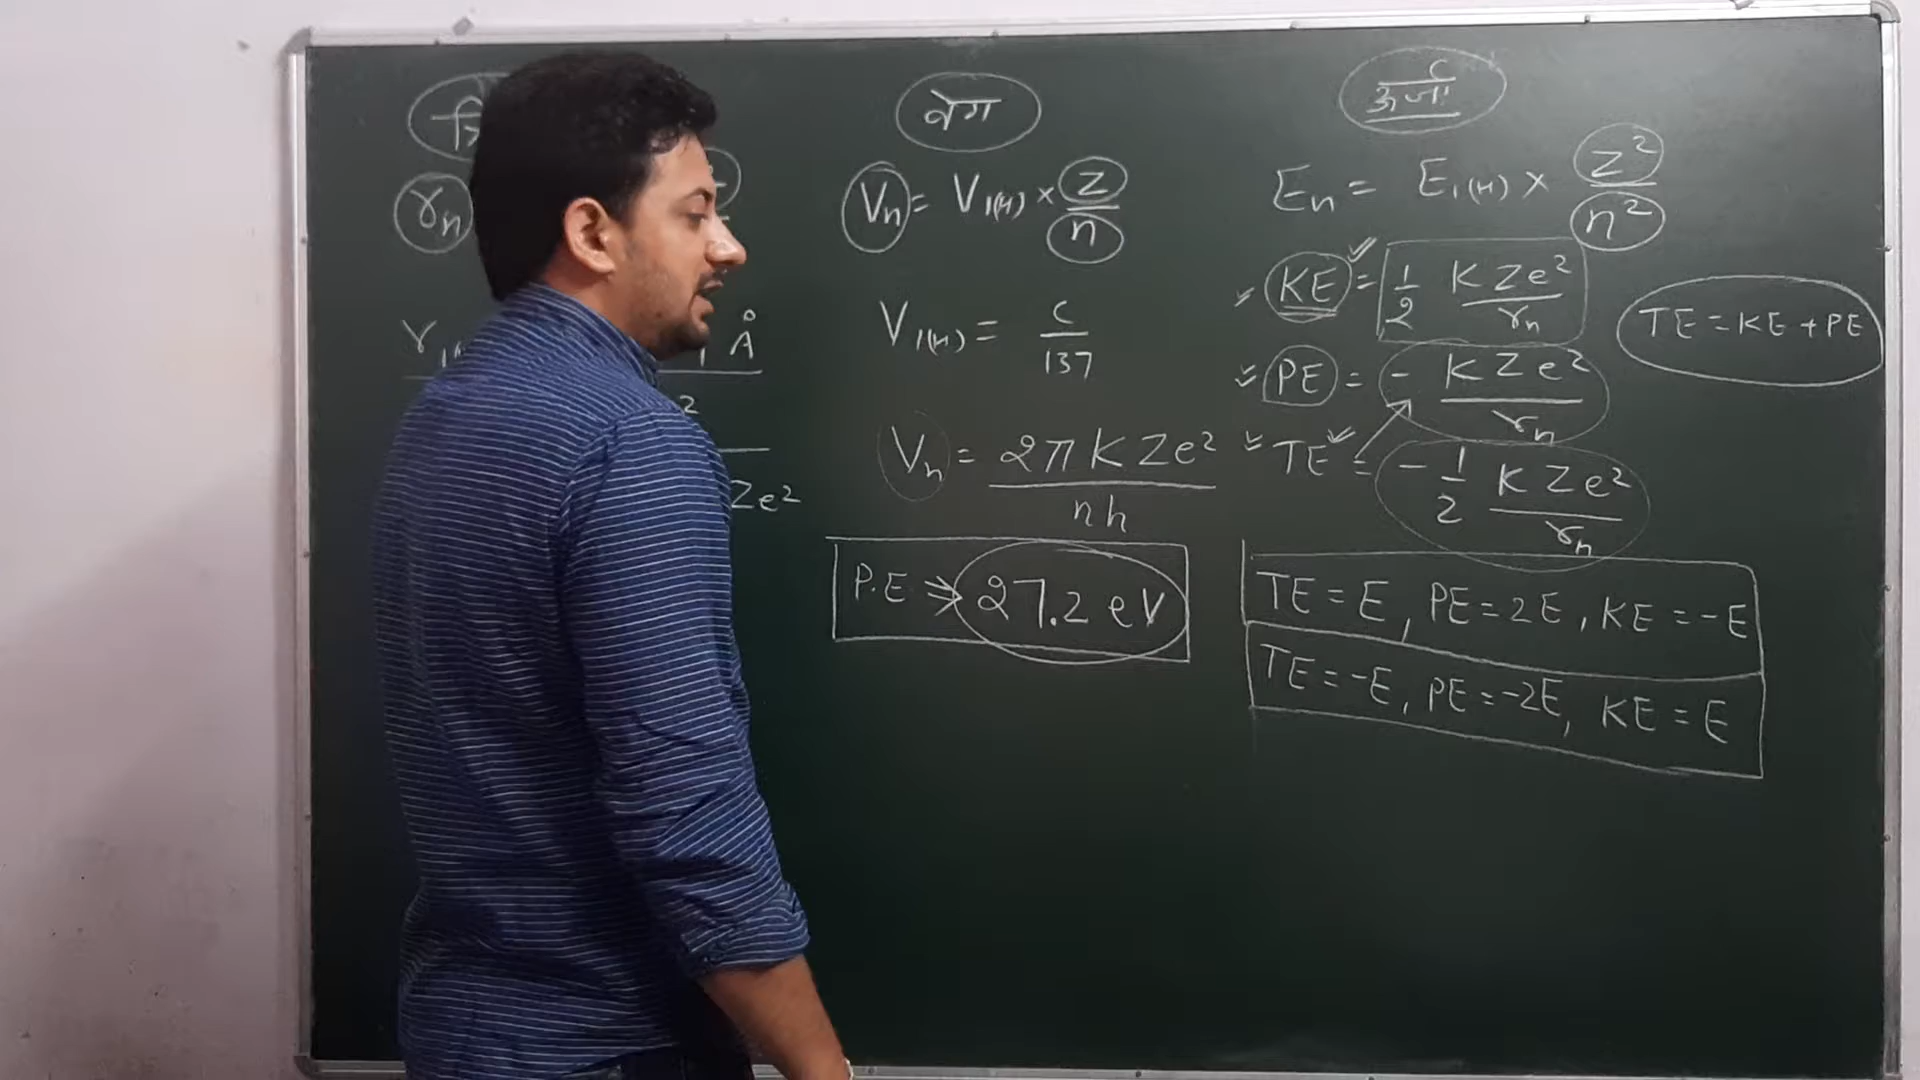 rₙ
Å
2
Ze²
वेग
Vₙ = V₁₍H₎ × Z/n
V₁₍H₎ = C/137
Vₙ = 2πKZe²/nh
P.E ⇒ 27.2 eV
ऊर्जा
Eₙ = E₁₍H₎ × Z²/n²
KE = 1/2 KZe²/rₙ
TE = KE + PE
PE = - KZe²/rₙ
TE = - 1/2 KZe²/rₙ
TE = E, PE = 2E, KE = -E
TE = -E, PE = -2E, KE = E